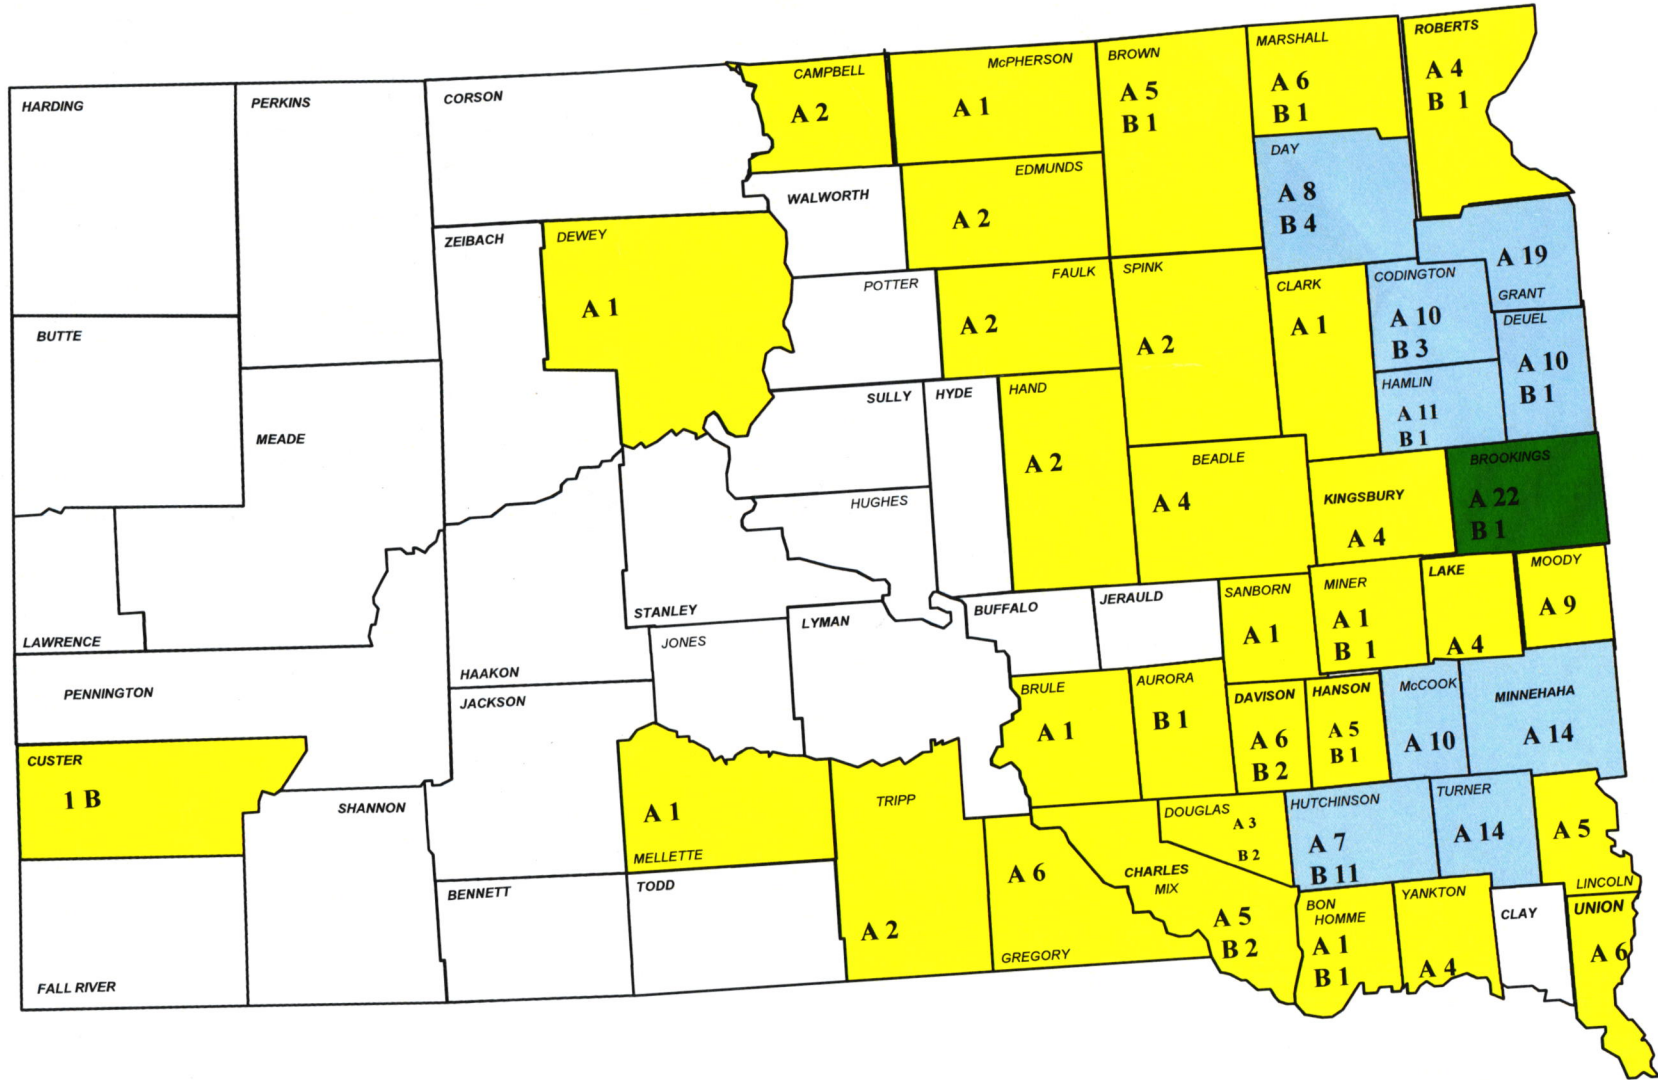 HARDING
PERKINS
CORSON
CAMPBELL
A 2
McPHERSON
A 1
BROWN
A 5
B 1
MARSHALL
A 6
B 1
ROBERTS
A 4
B 1
WALWORTH
EDMUNDS
A 2
DAY
A 8
B 4
ZEIBACH
DEWEY
A 1
POTTER
FAULK
A 2
SPINK
A 2
CLARK
A 1
CODINGTON
A 10
B 3
A 19
GRANT
DEUEL
A 10
B 1
BUTTE
MEADE
SULLY
HYDE
HAND
A 2
HAMLIN
A 11
B 1
HUGHES
BEADLE
A 4
KINGSBURY
A 4
BROOKINGS
A 22
B 1
LAWRENCE
STANLEY
LYMAN
BUFFALO
JERAULD
SANBORN
A 1
MINER
A 1
B 1
LAKE
A 4
MOODY
A 9
PENNINGTON
HAAKON
JACKSON
JONES
BRULE
A 1
AURORA
B 1
DAVISON
A 6
B 2
HANSON
A 5
B 1
McCOOK
A 10
MINNEHAHA
A 14
CUSTER
1 B
SHANNON
A 1
MELLETTE
TRIPP
A 2
DOUGLAS
A 3
B 2
HUTCHINSON
A 7
B 11
TURNER
A 14
A 5
LINCOLN
FALL RIVER
BENNETT
TODD
A 6
GREGORY
CHARLES
MIX
A 5
B 2
BON
HOMME
A 1
B 1
YANKTON
A 4
CLAY
UNION
A 6